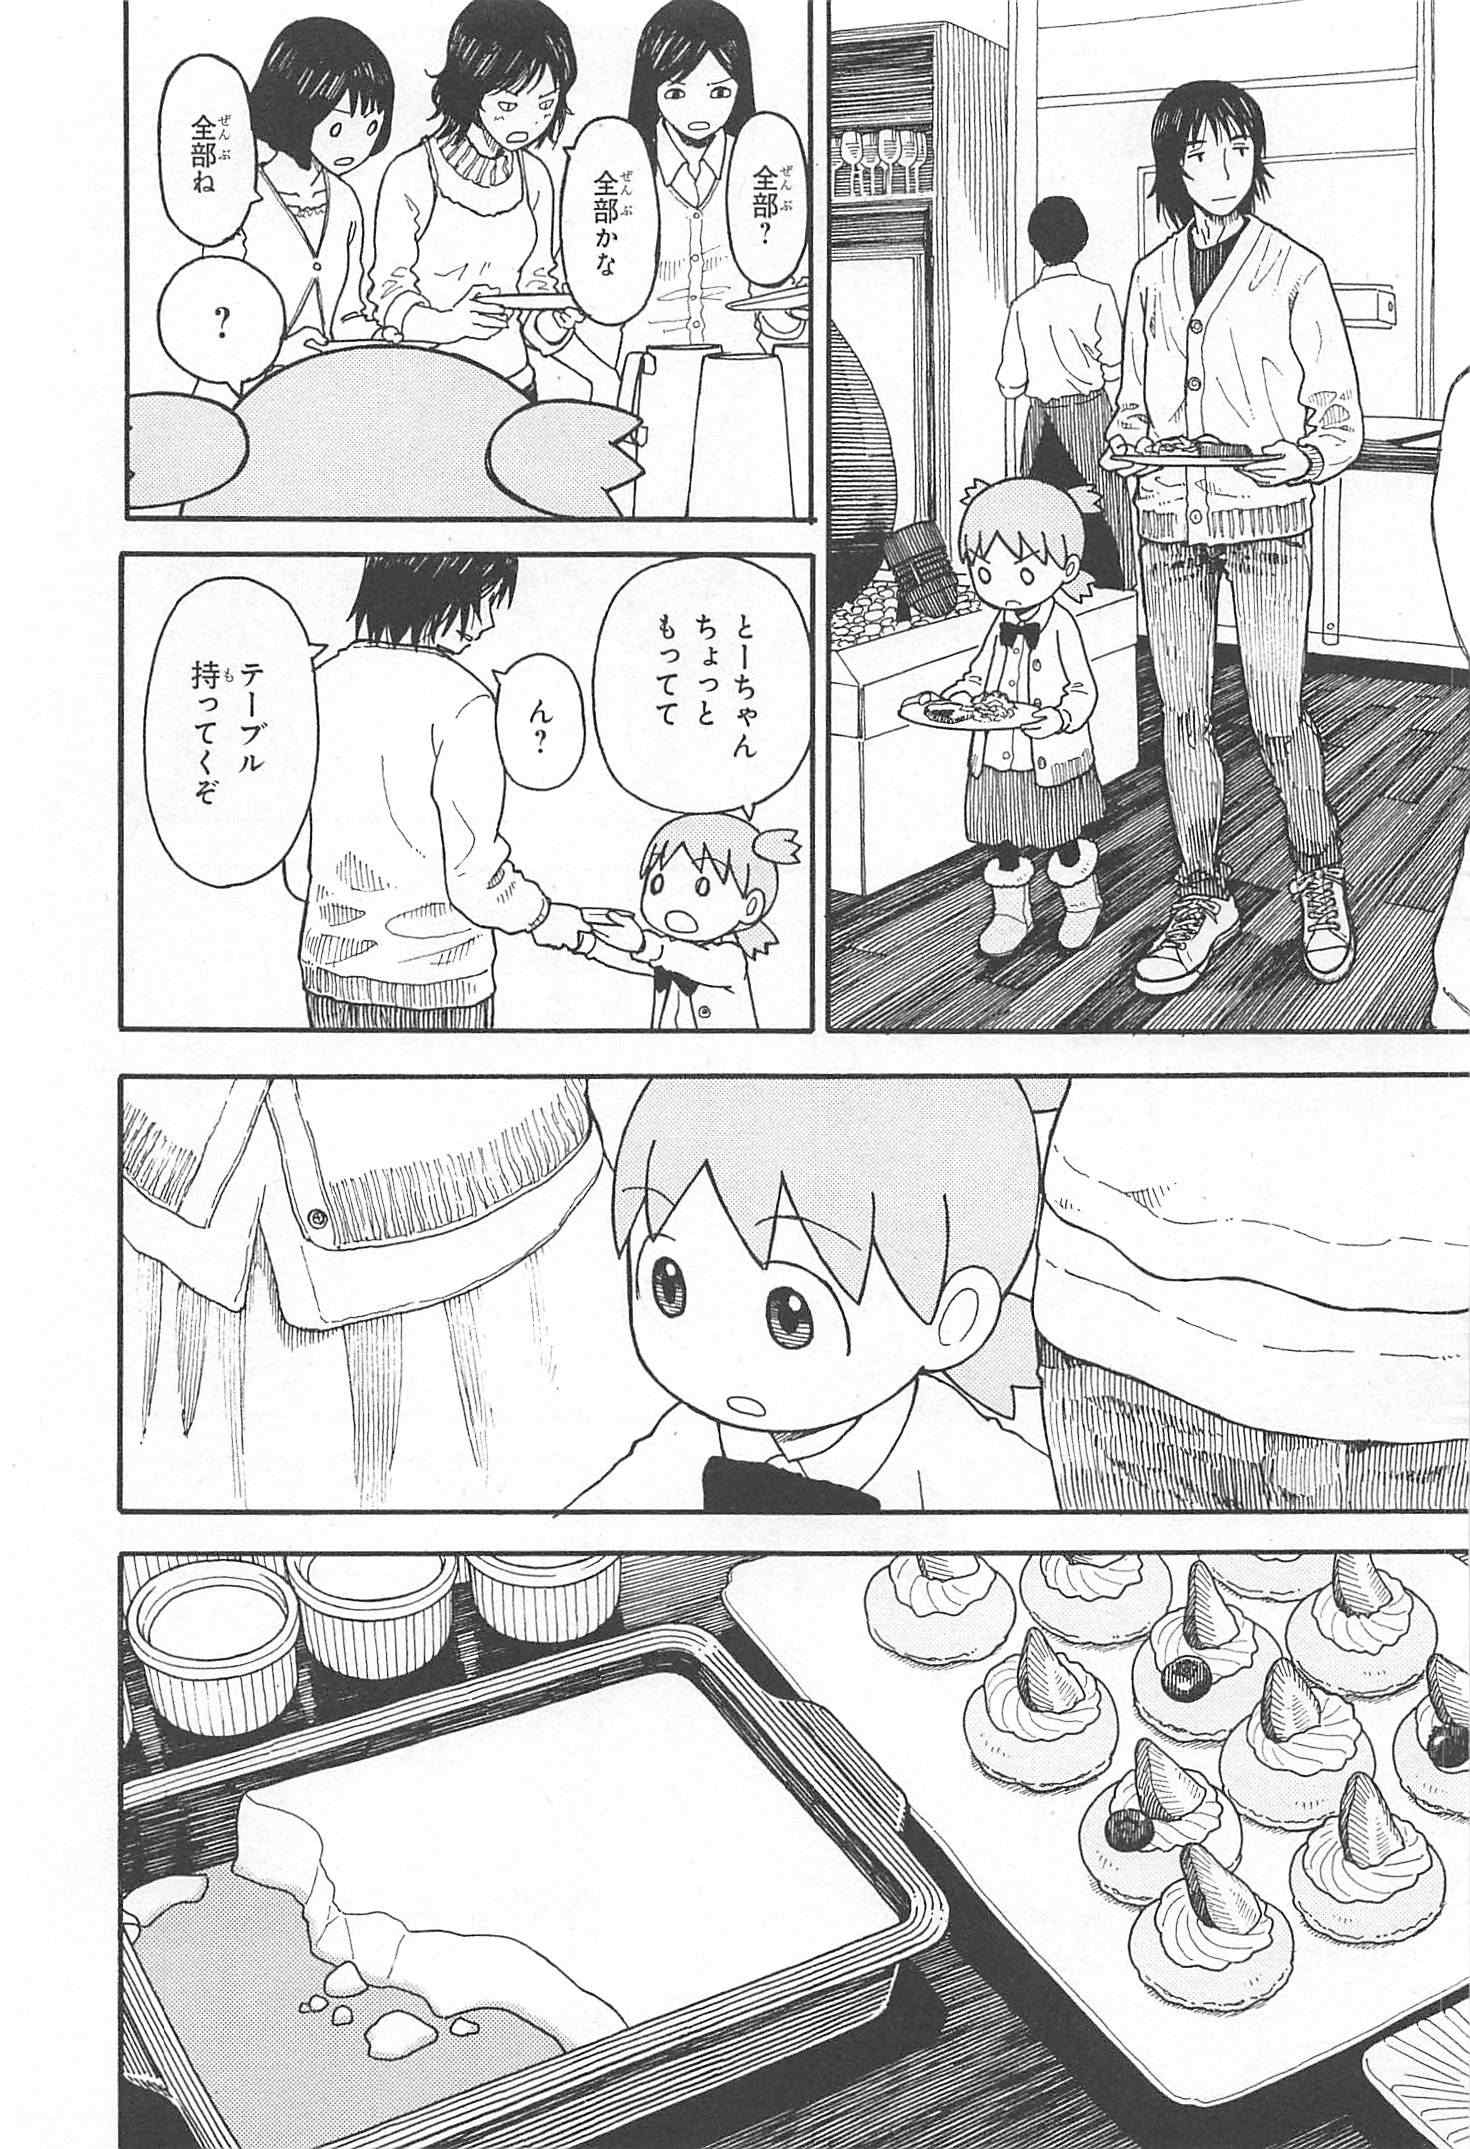 全部?
全部かな
全部ね
?
とーちゃん
ちょっと
もってて
ん?
テーブル
持ってくぞ